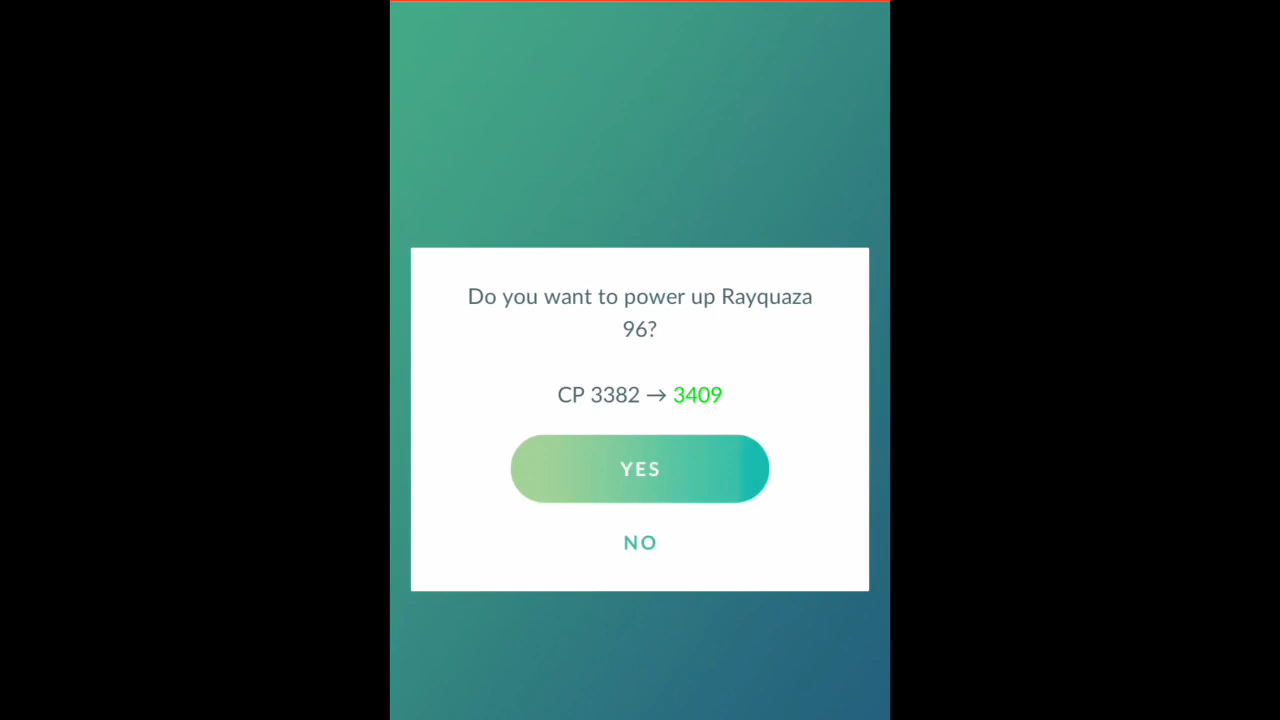 Do you want to power up Rayquaza
96?
CP 3382 → 3409
YES
NO